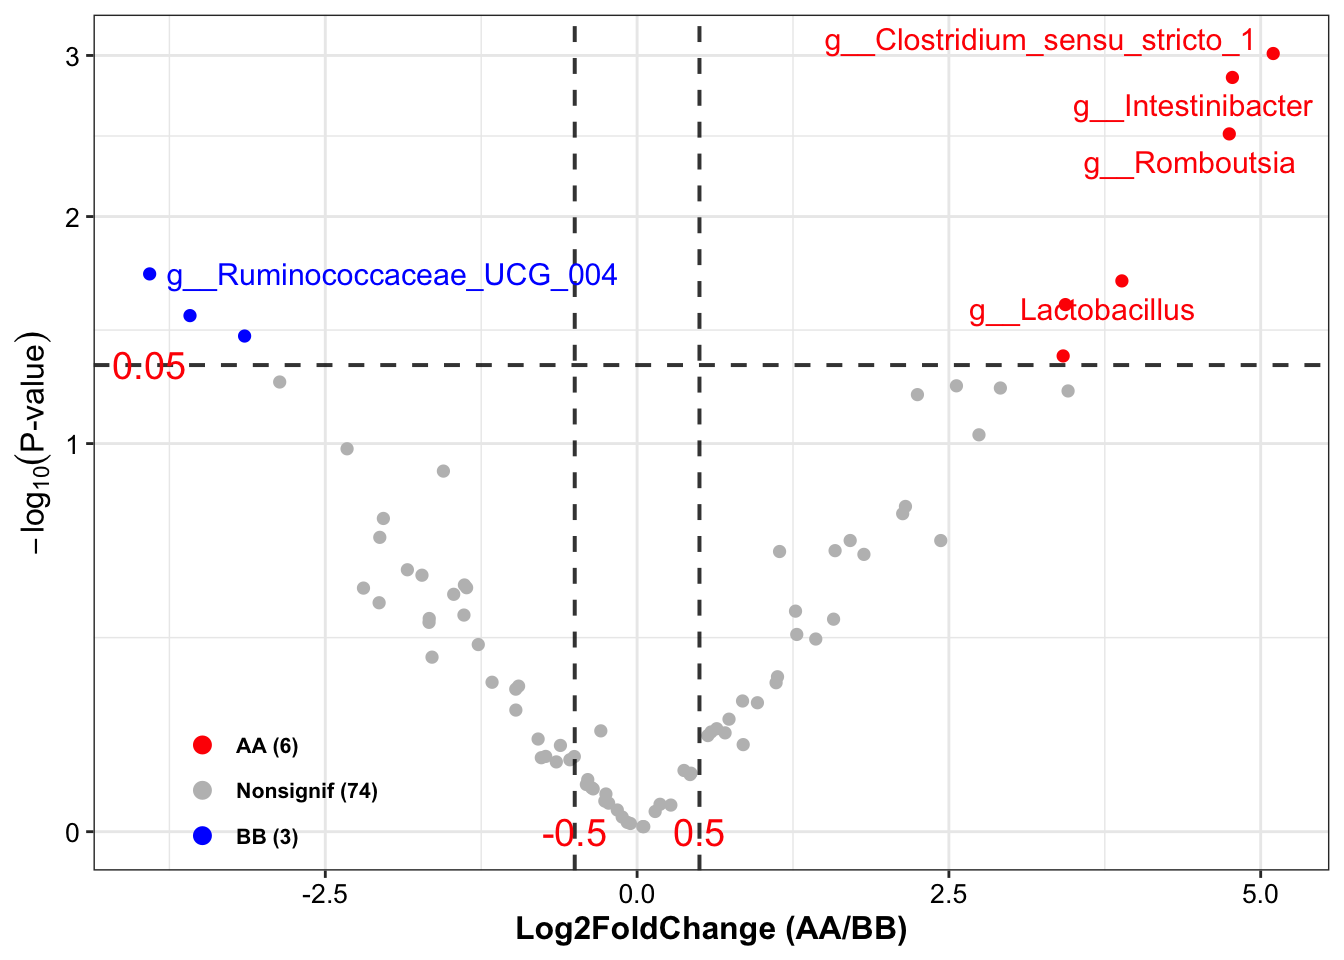 g__Clostridium_sensu_stricto_1
g__Intestinibacter
g__Romboutsia
g__Ruminococcaceae_UCG_004
g__Lactobacillus
0.05
-0.5
0.5
3
2
1
0
−log10(P-value)
AA (6)
Nonsignif (74)
BB (3)
-2.5
0.0
2.5
5.0
Log2FoldChange (AA/BB)